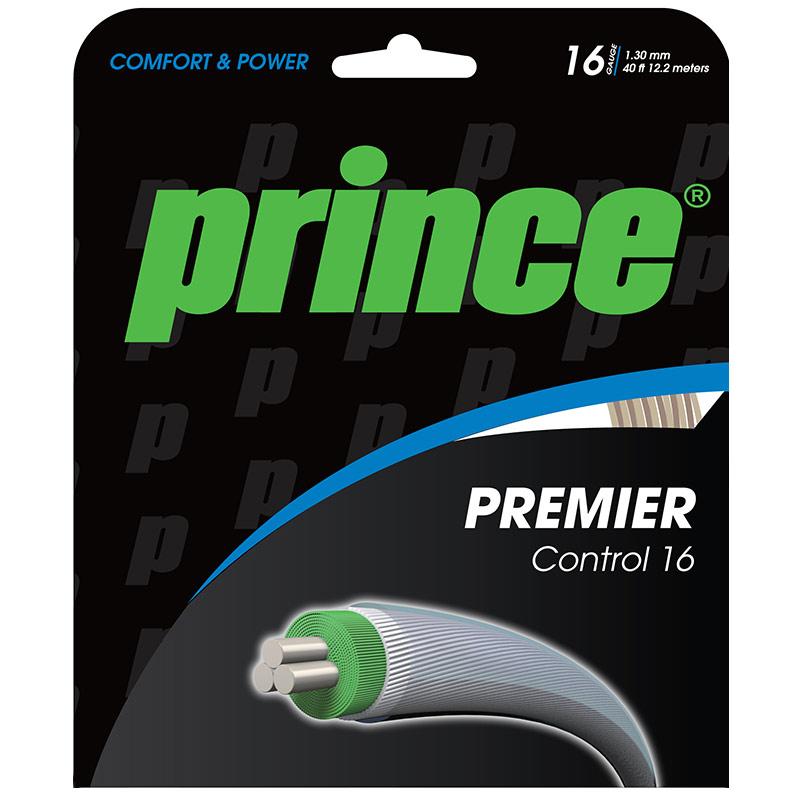 COMFORT & POWER
16 GAUGE
1.30 mm
40 ft 12.2 meters
prince®
PREMIER
Control 16